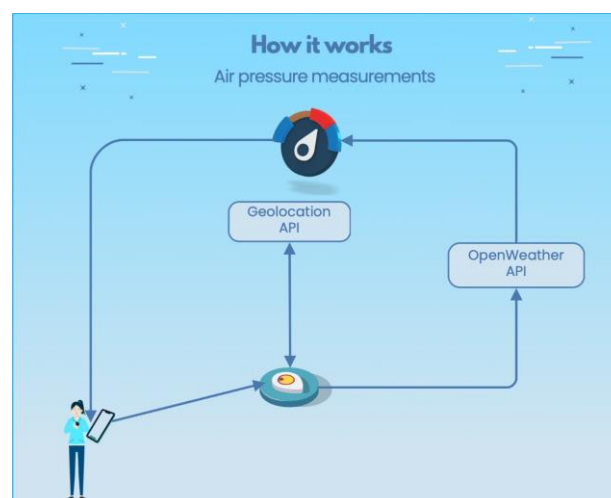 How it works
Air pressure measurements
Geolocation
API
OpenWeather
API